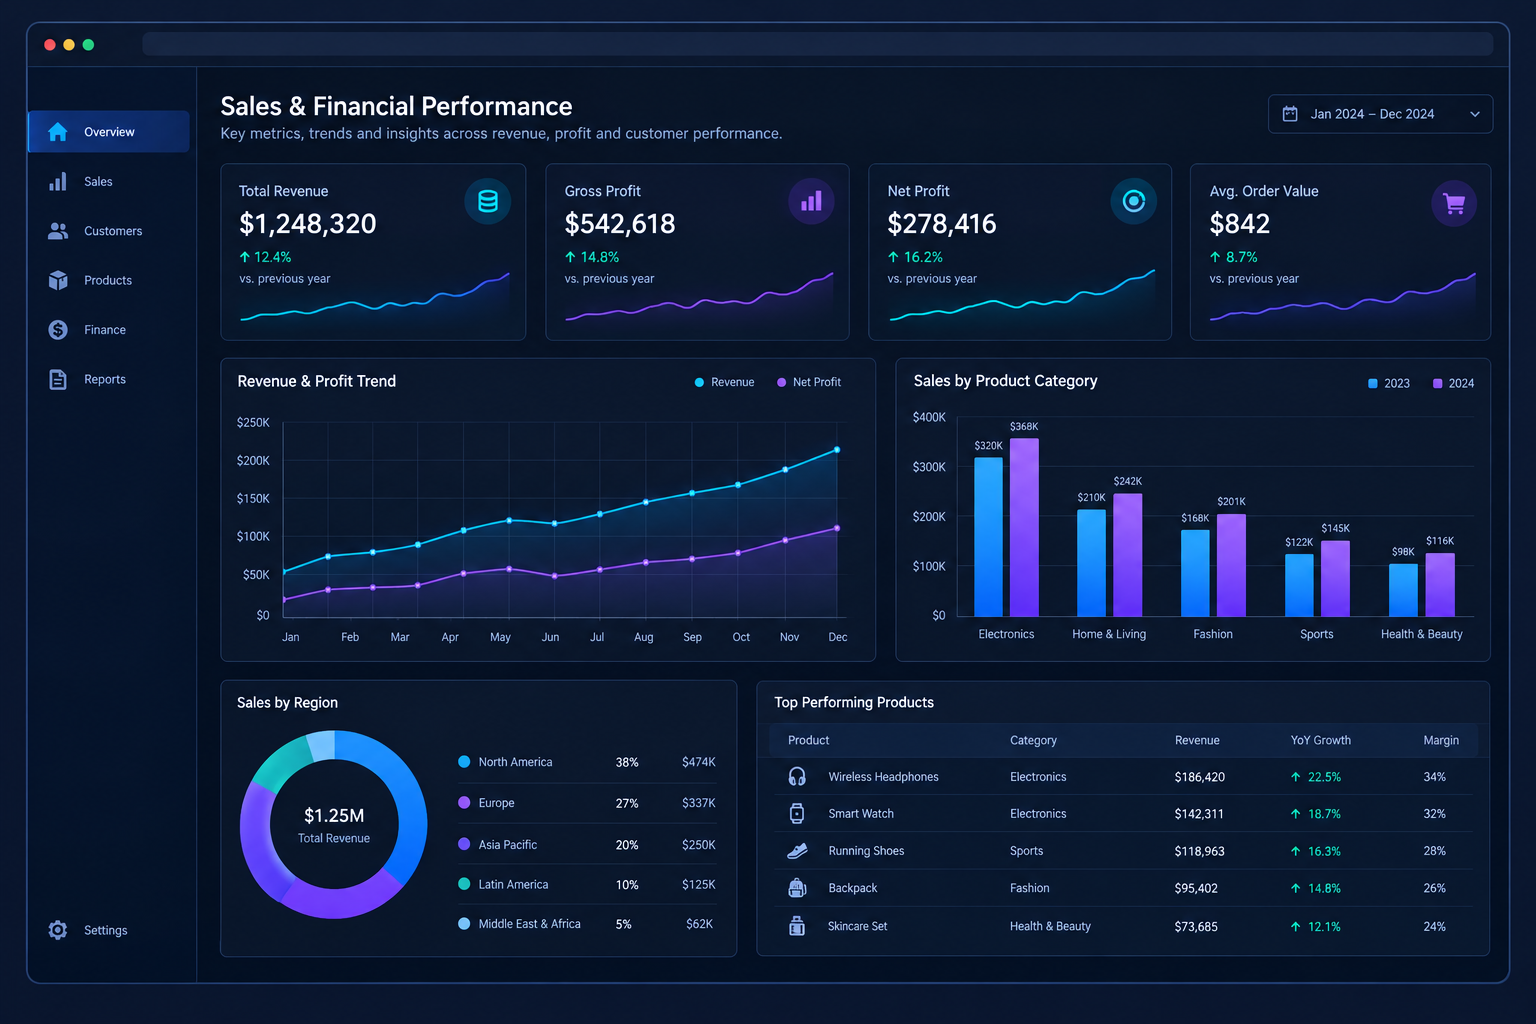 Sales & Financial Performance
Key metrics, trends and insights across revenue, profit and customer performance.
Jan 2024 – Dec 2024
Overview
Sales
Customers
Products
Finance
Reports
Settings
Total Revenue
$1,248,320
↑ 12.4%
vs. previous year
Gross Profit
$542,618
↑ 14.8%
vs. previous year
Net Profit
$278,416
↑ 16.2%
vs. previous year
Avg. Order Value
$842
↑ 8.7%
vs. previous year
Revenue & Profit Trend
Revenue Net Profit
$250K
$200K
$150K
$100K
$50K
$0
Jan Feb Mar Apr May Jun Jul Aug Sep Oct Nov Dec
Sales by Product Category
2023 2024
$400K
$300K
$200K
$100K
$0
$320K $368K
$210K $242K
$168K $201K
$122K $145K
$98K $116K
Electronics Home & Living Fashion Sports Health & Beauty
Sales by Region
$1.25M
Total Revenue
North America 38% $474K
Europe 27% $337K
Asia Pacific 20% $250K
Latin America 10% $125K
Middle East & Africa 5% $62K
Top Performing Products
Product Category Revenue YoY Growth Margin
Wireless Headphones Electronics $186,420 ↑ 22.5% 34%
Smart Watch Electronics $142,311 ↑ 18.7% 32%
Running Shoes Sports $118,963 ↑ 16.3% 28%
Backpack Fashion $95,402 ↑ 14.8% 26%
Skincare Set Health & Beauty $73,685 ↑ 12.1% 24%